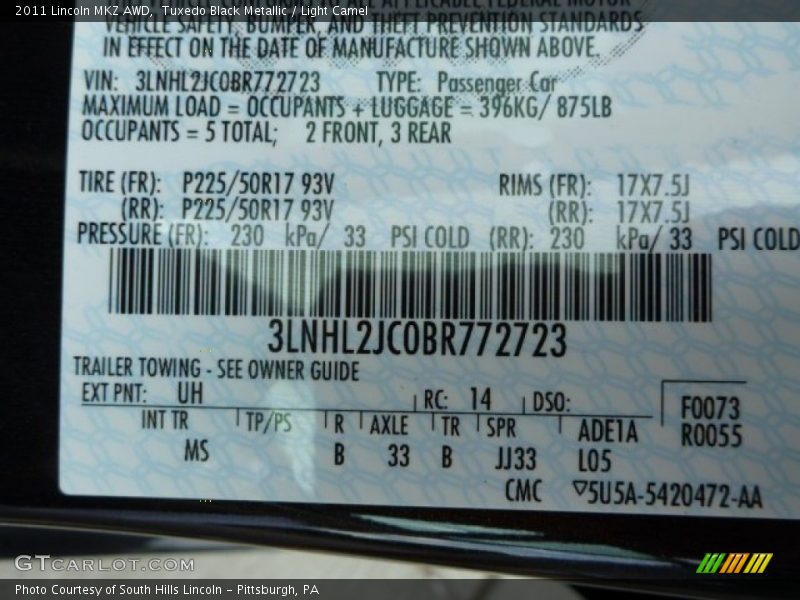 2011 Lincoln MKZ AWD,  Tuxedo Black Metallic / Light Camel
APPLICABLE FEDERAL MOTOR
VEHICLE SAFETY, BUMPER, AND THEFT PREVENTION STANDARDS
IN EFFECT ON THE DATE OF MANUFACTURE SHOWN ABOVE.
VIN: 3LNHL2JC0BR772723 TYPE: Passenger Car
MAXIMUM LOAD = OCCUPANTS + LUGGAGE = 396KG/ 875LB
OCCUPANTS = 5 TOTAL; 2 FRONT, 3 REAR
TIRE (FR): P225/50R17 93V RIMS (FR): 17X7.5J
(RR): P225/50R17 93V (RR): 17X7.5J
PRESSURE (FR): 230 kPa/ 33 PSI COLD (RR): 230 kPa/ 33 PSI COLD
3LNHL2JC0BR772723
TRAILER TOWING - SEE OWNER GUIDE
EXT PNT: UH RC: 14 DSO: F0073
INT TR TP/PS R AXLE TR SPR ADE1A R0055
MS B 33 B JJ33 L05
CMC ▽5U5A-5420472-AA
GTCARLOT.COM
Photo Courtesy of South Hills Lincoln - Pittsburgh, PA